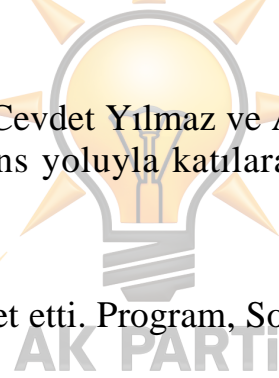 Cevdet Yılmaz ve A
ns yoluyla katılara
et etti. Program, So
AK PARTİ